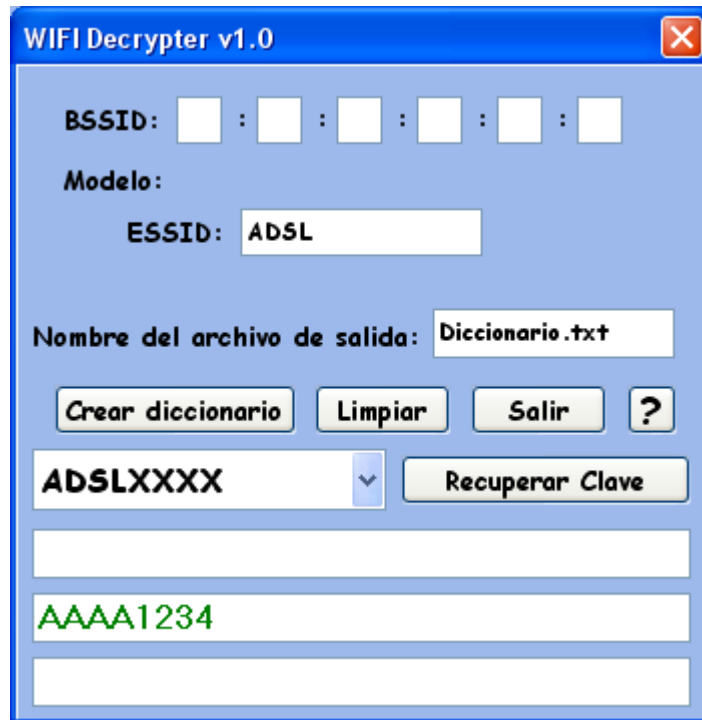 WIFI Decrypter v1.0
BSSID: : : : : :
Modelo:
ESSID: ADSL
Nombre del archivo de salida: Diccionario.txt
Crear diccionario Limpiar Salir ?
ADSLXXXX Recuperar Clave
AAAA1234